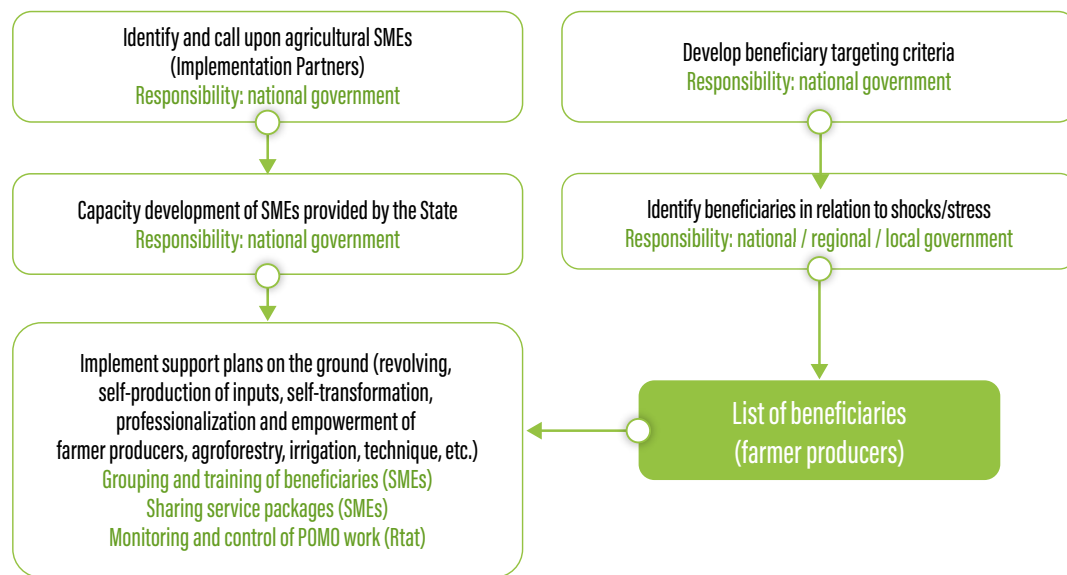 Identify and call upon agricultural SMEs
(Implementation Partners)
Responsibility: national government
Capacity development of SMEs provided by the State
Responsibility: national government
Implement support plans on the ground (revolving,
self-production of inputs, self-transformation,
professionalization and empowerment of
farmer producers, agroforestry, irrigation, technique, etc.)
Grouping and training of beneficiaries (SMEs)
Sharing service packages (SMEs)
Monitoring and control of POMO work (Rtat)
Develop beneficiary targeting criteria
Responsibility: national government
Identify beneficiaries in relation to shocks/stress
Responsibility: national / regional / local government
List of beneficiaries
(farmer producers)